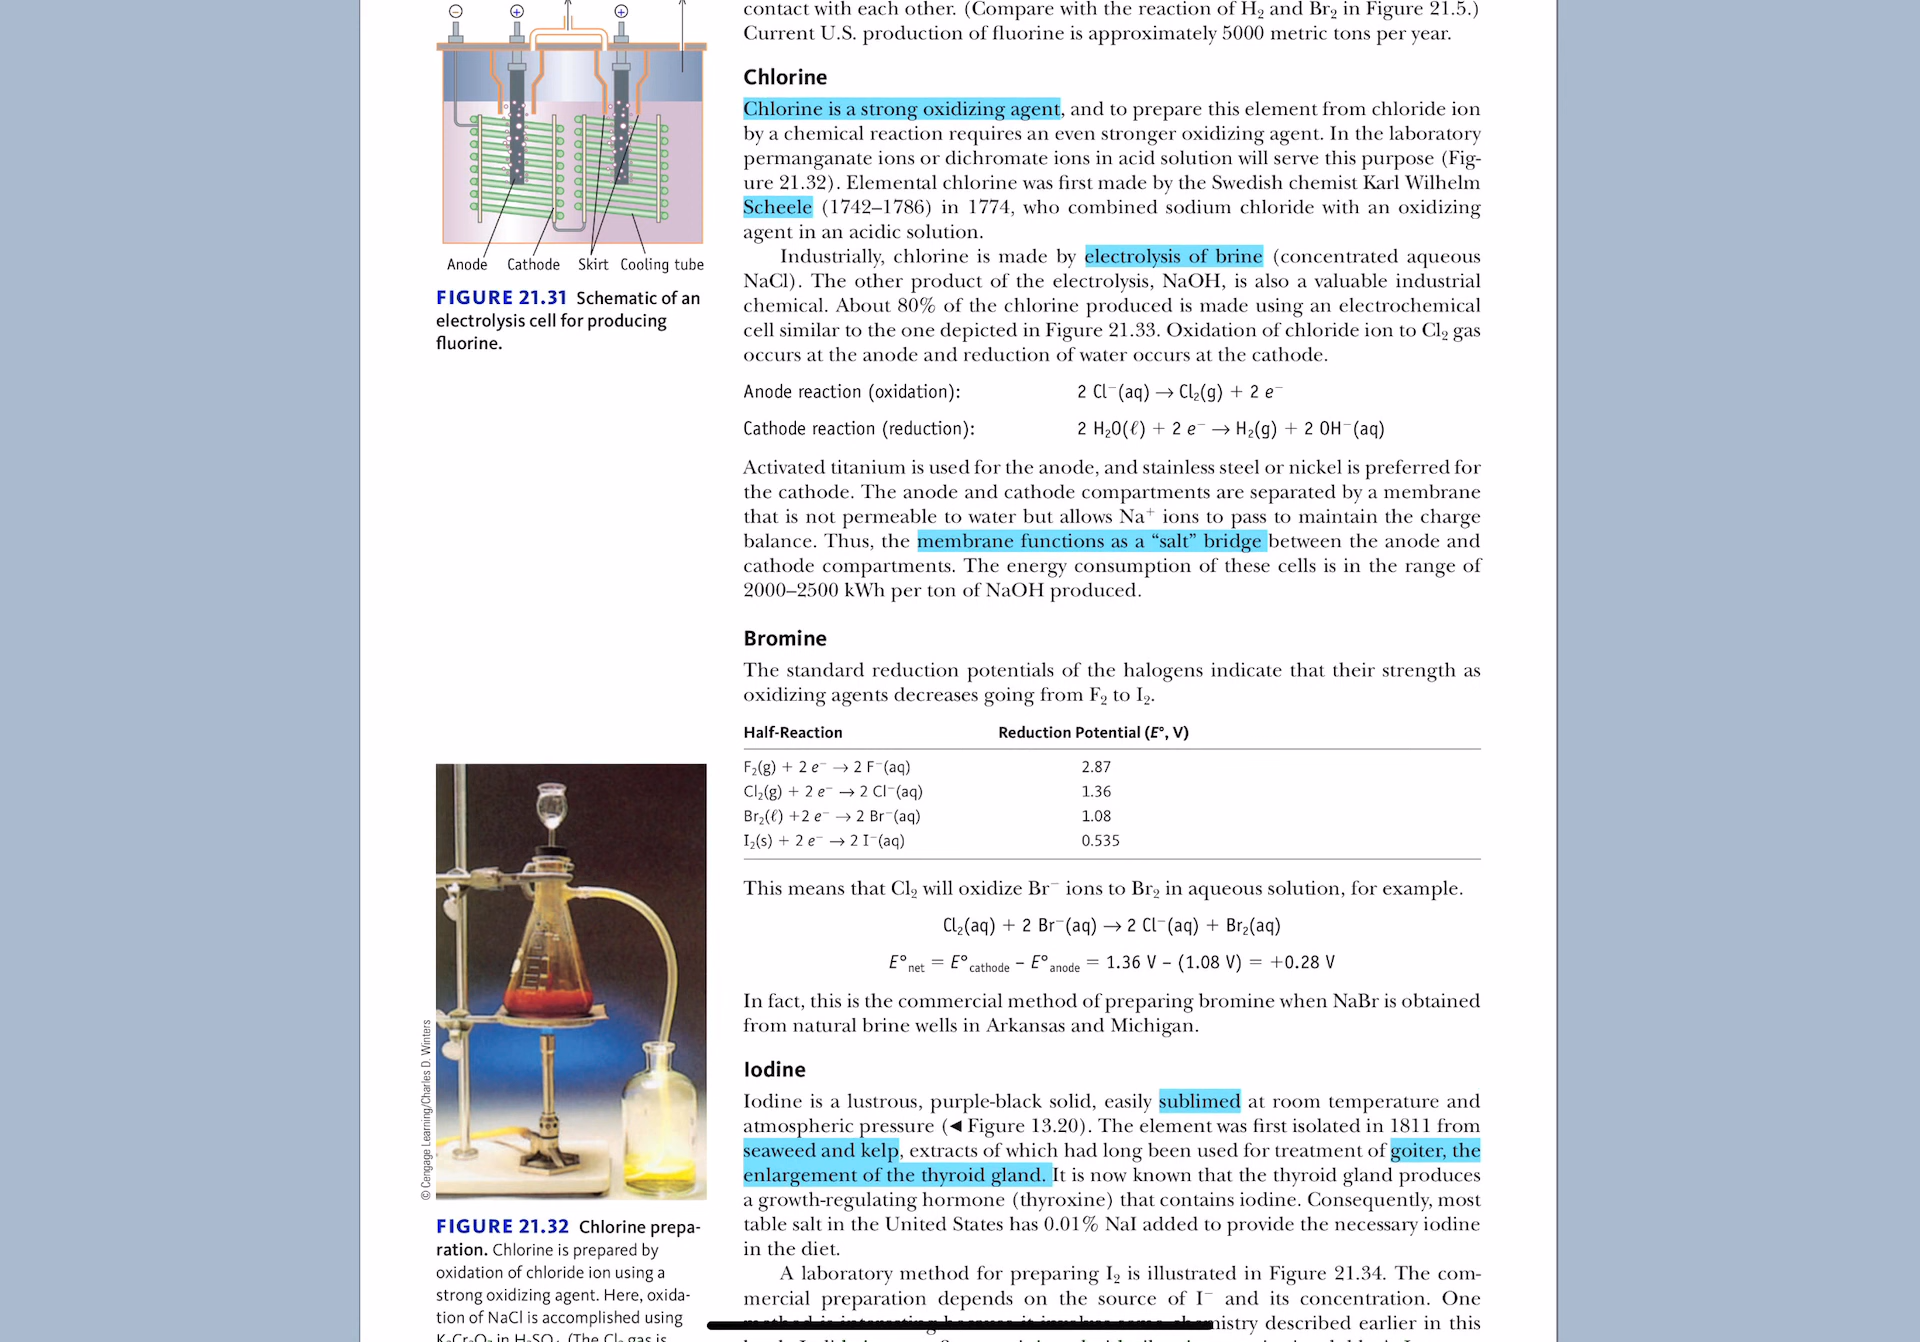 contact with each other. (Compare with the reaction of H₂ and Br₂ in Figure 21.5.)
Current U.S. production of fluorine is approximately 5000 metric tons per year.
Chlorine
Chlorine is a strong oxidizing agent, and to prepare this element from chloride ion
by a chemical reaction requires an even stronger oxidizing agent. In the laboratory
permanganate ions or dichromate ions in acid solution will serve this purpose (Fig-
ure 21.32). Elemental chlorine was first made by the Swedish chemist Karl Wilhelm
Scheele (1742–1786) in 1774, who combined sodium chloride with an oxidizing
agent in an acidic solution.
Industrially, chlorine is made by electrolysis of brine (concentrated aqueous
NaCl). The other product of the electrolysis, NaOH, is also a valuable industrial
chemical. About 80% of the chlorine produced is made using an electrochemical
cell similar to the one depicted in Figure 21.33. Oxidation of chloride ion to Cl₂ gas
occurs at the anode and reduction of water occurs at the cathode.
Anode reaction (oxidation): 2 Cl⁻(aq) → Cl₂(g) + 2 e⁻
Cathode reaction (reduction): 2 H₂O(ℓ) + 2 e⁻ → H₂(g) + 2 OH⁻(aq)
Activated titanium is used for the anode, and stainless steel or nickel is preferred for
the cathode. The anode and cathode compartments are separated by a membrane
that is not permeable to water but allows Na⁺ ions to pass to maintain the charge
balance. Thus, the membrane functions as a “salt” bridge between the anode and
cathode compartments. The energy consumption of these cells is in the range of
2000–2500 kWh per ton of NaOH produced.
Bromine
The standard reduction potentials of the halogens indicate that their strength as
oxidizing agents decreases going from F₂ to I₂.
Half-Reaction Reduction Potential (E°, V)
F₂(g) + 2 e⁻ → 2 F⁻(aq) 2.87
Cl₂(g) + 2 e⁻ → 2 Cl⁻(aq) 1.36
Br₂(ℓ) +2 e⁻ → 2 Br⁻(aq) 1.08
I₂(s) + 2 e⁻ → 2 I⁻(aq) 0.535
This means that Cl₂ will oxidize Br⁻ ions to Br₂ in aqueous solution, for example.
Cl₂(aq) + 2 Br⁻(aq) → 2 Cl⁻(aq) + Br₂(aq)
E°net = E°cathode − E°anode = 1.36 V − (1.08 V) = +0.28 V
In fact, this is the commercial method of preparing bromine when NaBr is obtained
from natural brine wells in Arkansas and Michigan.
Iodine
Iodine is a lustrous, purple-black solid, easily sublimed at room temperature and
atmospheric pressure (◀ Figure 13.20). The element was first isolated in 1811 from
seaweed and kelp, extracts of which had long been used for treatment of goiter, the
enlargement of the thyroid gland. It is now known that the thyroid gland produces
a growth-regulating hormone (thyroxine) that contains iodine. Consequently, most
table salt in the United States has 0.01% NaI added to provide the necessary iodine
in the diet.
A laboratory method for preparing I₂ is illustrated in Figure 21.34. The com-
mercial preparation depends on the source of I⁻ and its concentration. One
method is interesting because it involves some chemistry described earlier in this
− + +
Anode Cathode Skirt Cooling tube
FIGURE 21.31 Schematic of an
electrolysis cell for producing
fluorine.
© Cengage Learning/Charles D. Winters
FIGURE 21.32 Chlorine prepa-
ration. Chlorine is prepared by
oxidation of chloride ion using a
strong oxidizing agent. Here, oxida-
tion of NaCl is accomplished using
K₂Cr₂O₇ in H₂SO₄. (The Cl₂ gas is